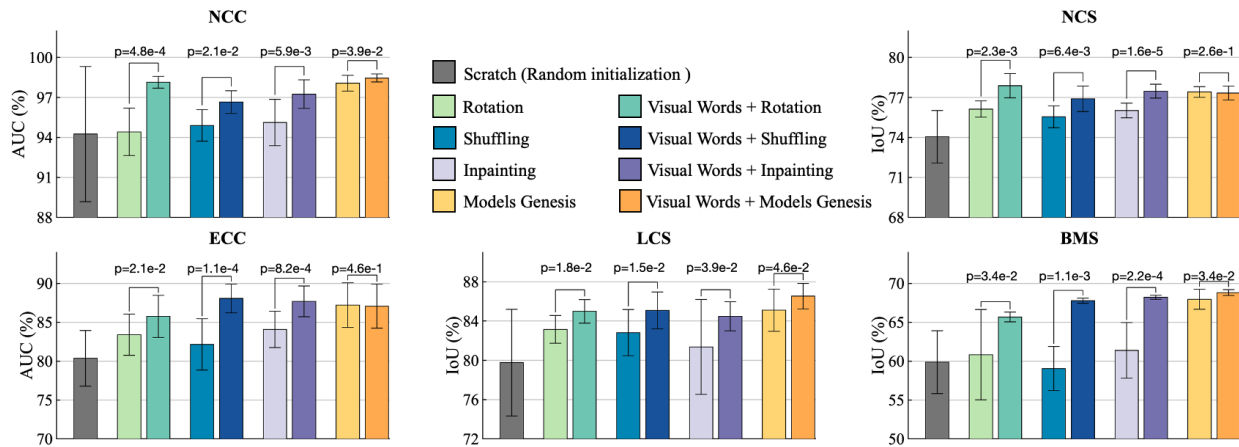 NCC
p=4.8e-4 p=2.1e-2 p=5.9e-3 p=3.9e-2
100
97
94
91
88
AUC (%)
Scratch (Random initialization )
Rotation
Visual Words + Rotation
Shuffling
Visual Words + Shuffling
Inpainting
Visual Words + Inpainting
Models Genesis
Visual Words + Models Genesis
NCS
p=2.3e-3 p=6.4e-3 p=1.6e-5 p=2.6e-1
80
77
74
71
68
IoU (%)
ECC
p=2.1e-2 p=1.1e-4 p=8.2e-4 p=4.6e-1
90
85
80
75
70
AUC (%)
LCS
p=1.8e-2 p=1.5e-2 p=3.9e-2 p=4.6e-2
88
84
80
76
72
IoU (%)
BMS
p=3.4e-2 p=1.1e-3 p=2.2e-4 p=3.4e-2
70
65
60
55
50
IoU (%)